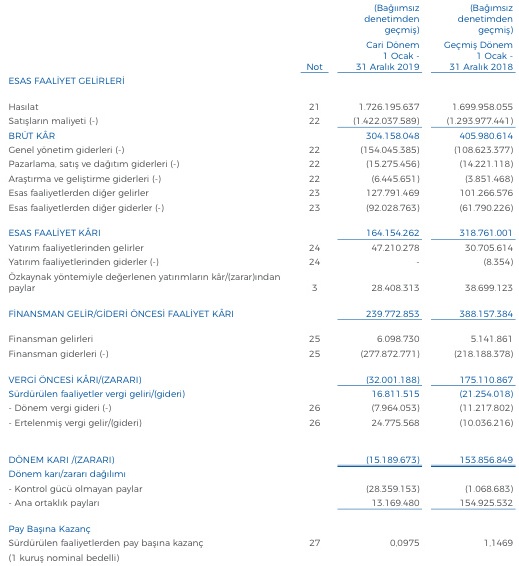 (Bağımsız (Bağımsız
denetimden denetimden
geçmiş) geçmiş)
Cari Dönem Geçmiş Dönem
1 Ocak - 1 Ocak -
Not 31 Aralık 2019 31 Aralık 2018
ESAS FAALİYET GELİRLERİ
Hasılat 21 1.726.195.637 1.699.958.055
Satışların maliyeti (-) 22 (1.422.037.589) (1.293.977.441)
BRÜT KÂR 304.158.048 405.980.614
Genel yönetim giderleri (-) 22 (154.045.385) (108.623.377)
Pazarlama, satış ve dağıtım giderleri (-) 22 (15.275.456) (14.221.118)
Araştırma ve geliştirme giderleri (-) 22 (6.445.651) (3.851.468)
Esas faaliyetlerden diğer gelirler 23 127.791.469 101.266.576
Esas faaliyetlerden diğer giderler (-) 23 (92.028.763) (61.790.226)
ESAS FAALİYET KÂRI 164.154.262 318.761.001
Yatırım faaliyetlerinden gelirler 24 47.210.278 30.705.614
Yatırım faaliyetlerinden giderler (-) 24 - (8.354)
Özkaynak yöntemiyle değerlenen yatırımların kâr/(zarar)ından
paylar 3 28.408.313 38.699.123
FİNANSMAN GELİR/GİDERİ ÖNCESİ FAALİYET KÂRI 239.772.853 388.157.384
Finansman gelirleri 25 6.098.730 5.141.861
Finansman giderleri (-) 25 (277.872.771) (218.188.378)
VERGİ ÖNCESİ KÂRI/(ZARARI) (32.001.188) 175.110.867
Sürdürülen faaliyetler vergi geliri/(gideri) 16.811.515 (21.254.018)
- Dönem vergi gideri (-) 26 (7.964.053) (11.217.802)
- Ertelenmiş vergi gelir/(gideri) 26 24.775.568 (10.036.216)
DÖNEM KARI /(ZARARI) (15.189.673) 153.856.849
Dönem karı/zararı dağılımı
- Kontrol gücü olmayan paylar (28.359.153) (1.068.683)
- Ana ortaklık payları 13.169.480 154.925.532
Pay Başına Kazanç
Sürdürülen faaliyetlerden pay başına kazanç 27 0,0975 1,1469
(1 kuruş nominal bedelli)